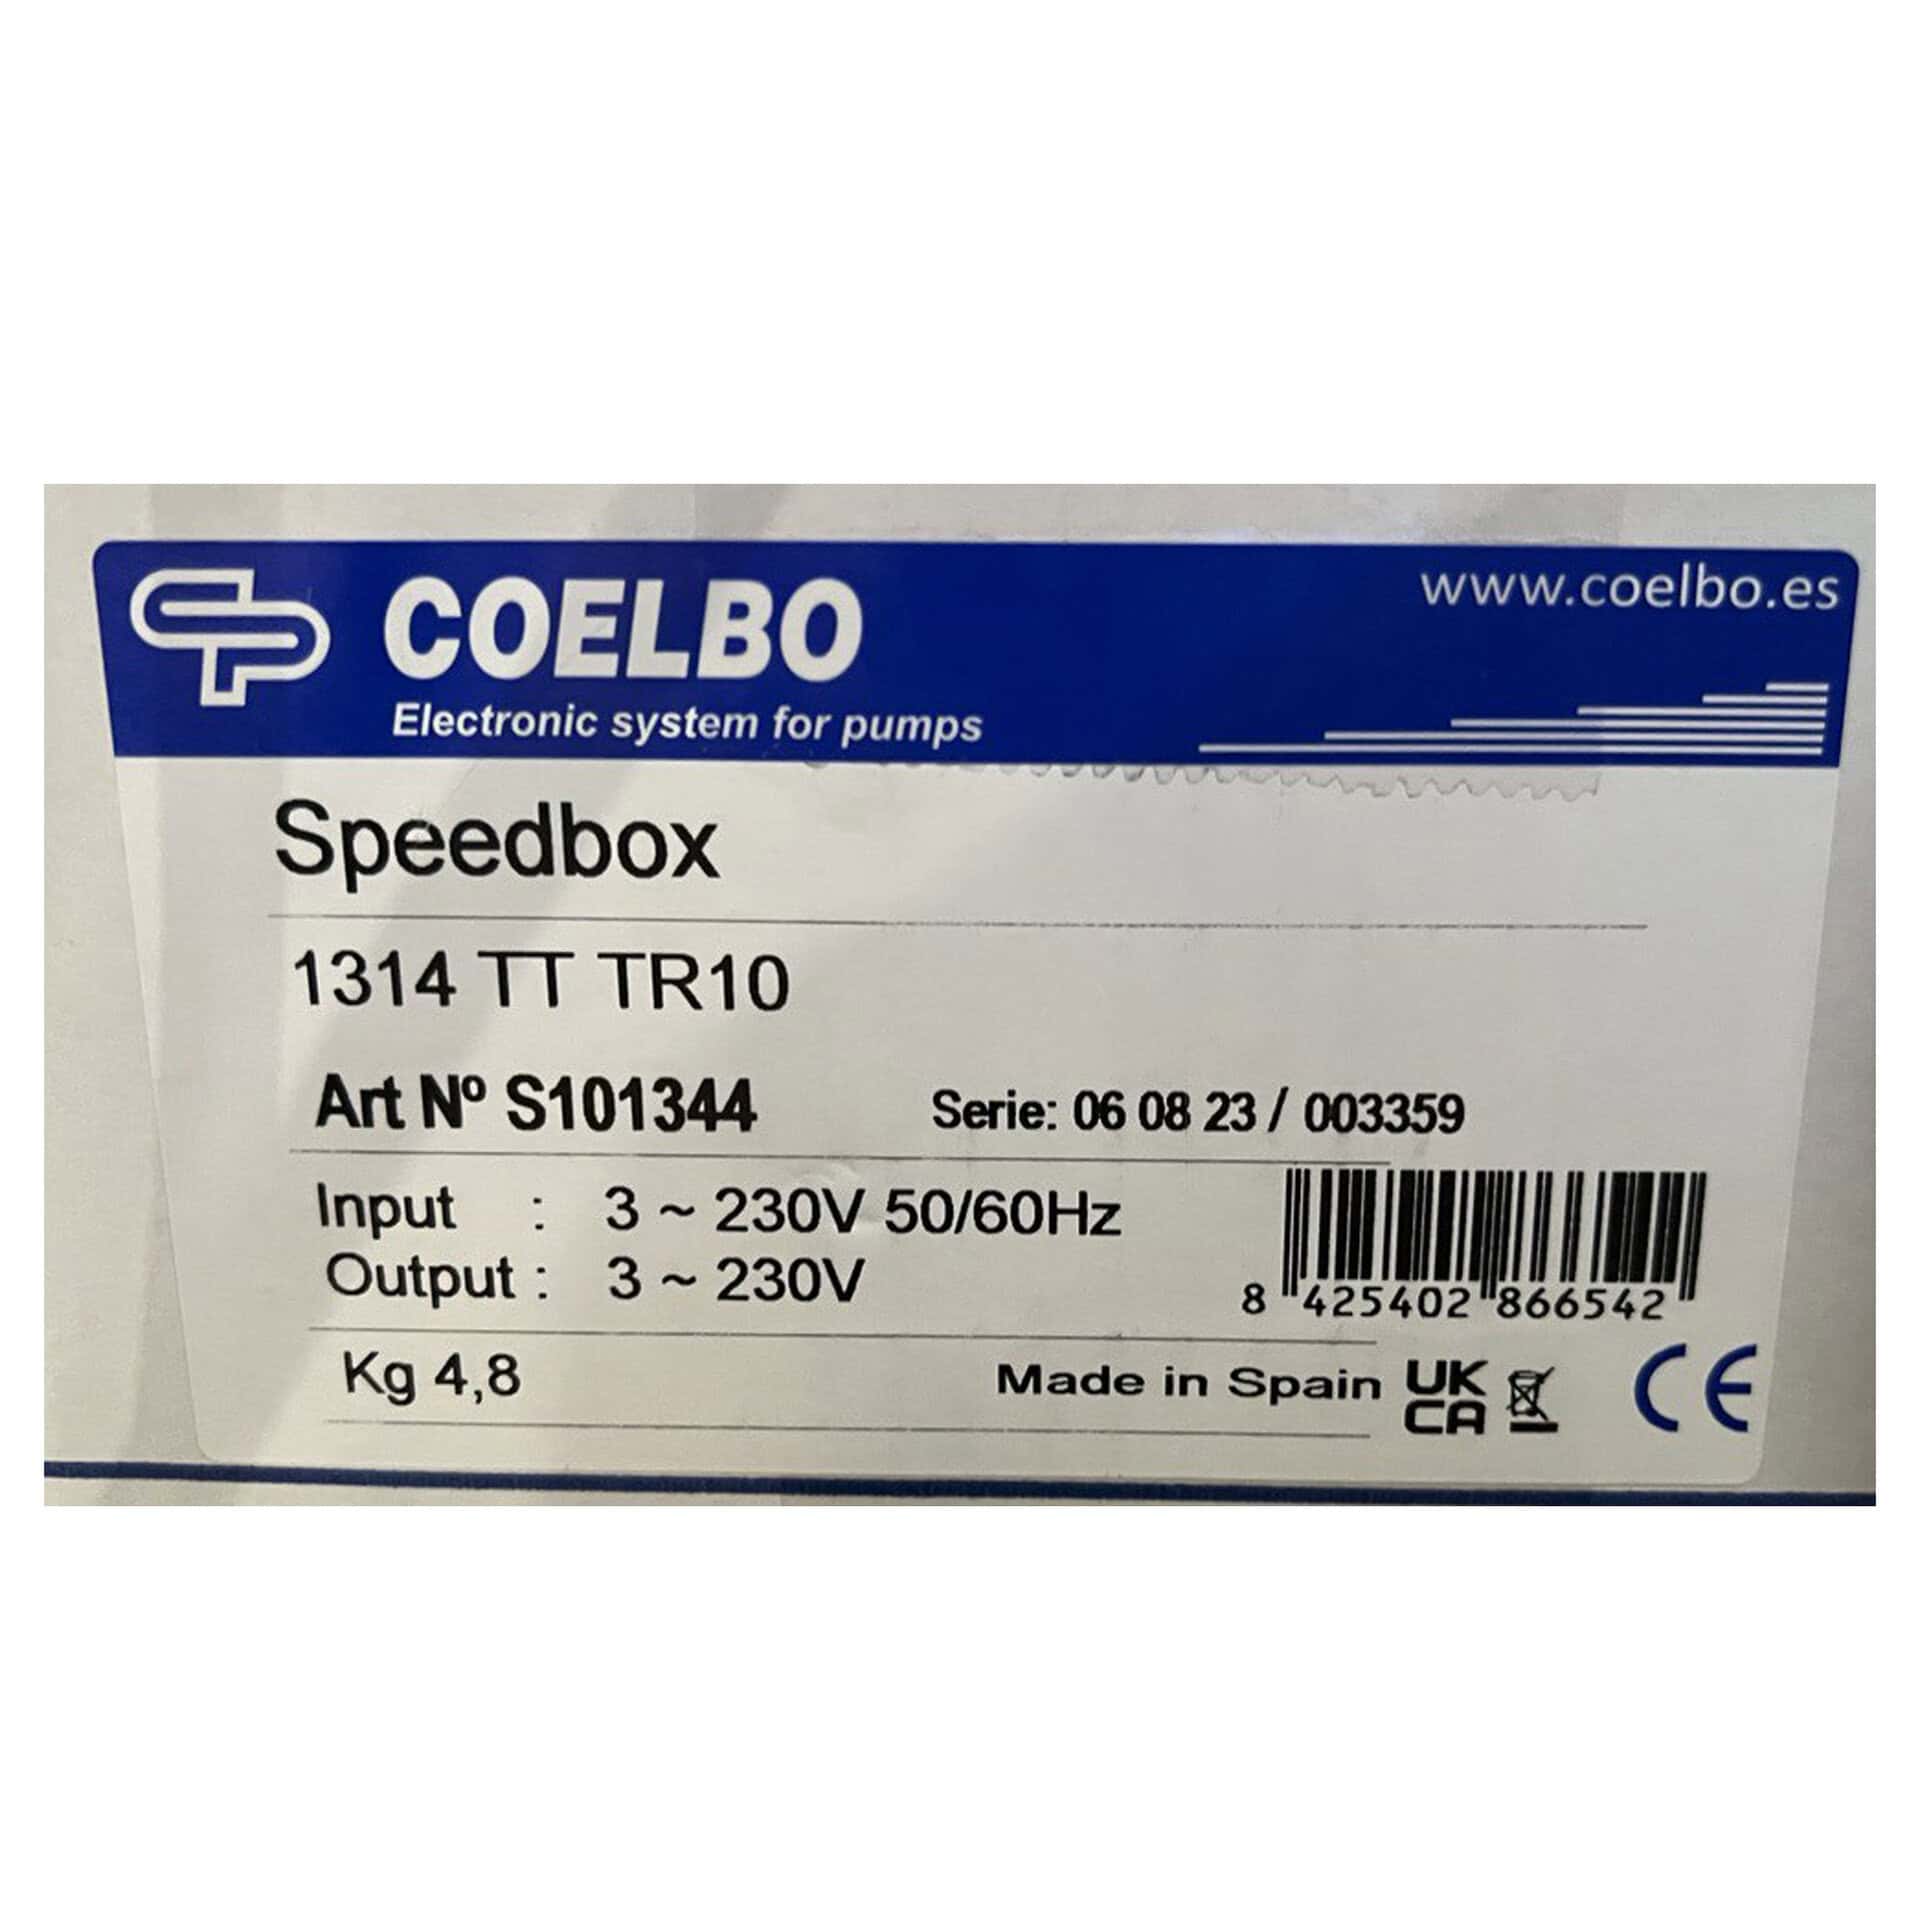 COELBO
www.coelbo.es
Electronic system for pumps
Speedbox
1314 TT TR10
Art Nº S101344 Serie: 06 08 23 / 003359
Input : 3 ~ 230V 50/60Hz
Output : 3 ~ 230V
8 425402 866542
Kg 4,8 Made in Spain UK CA CE